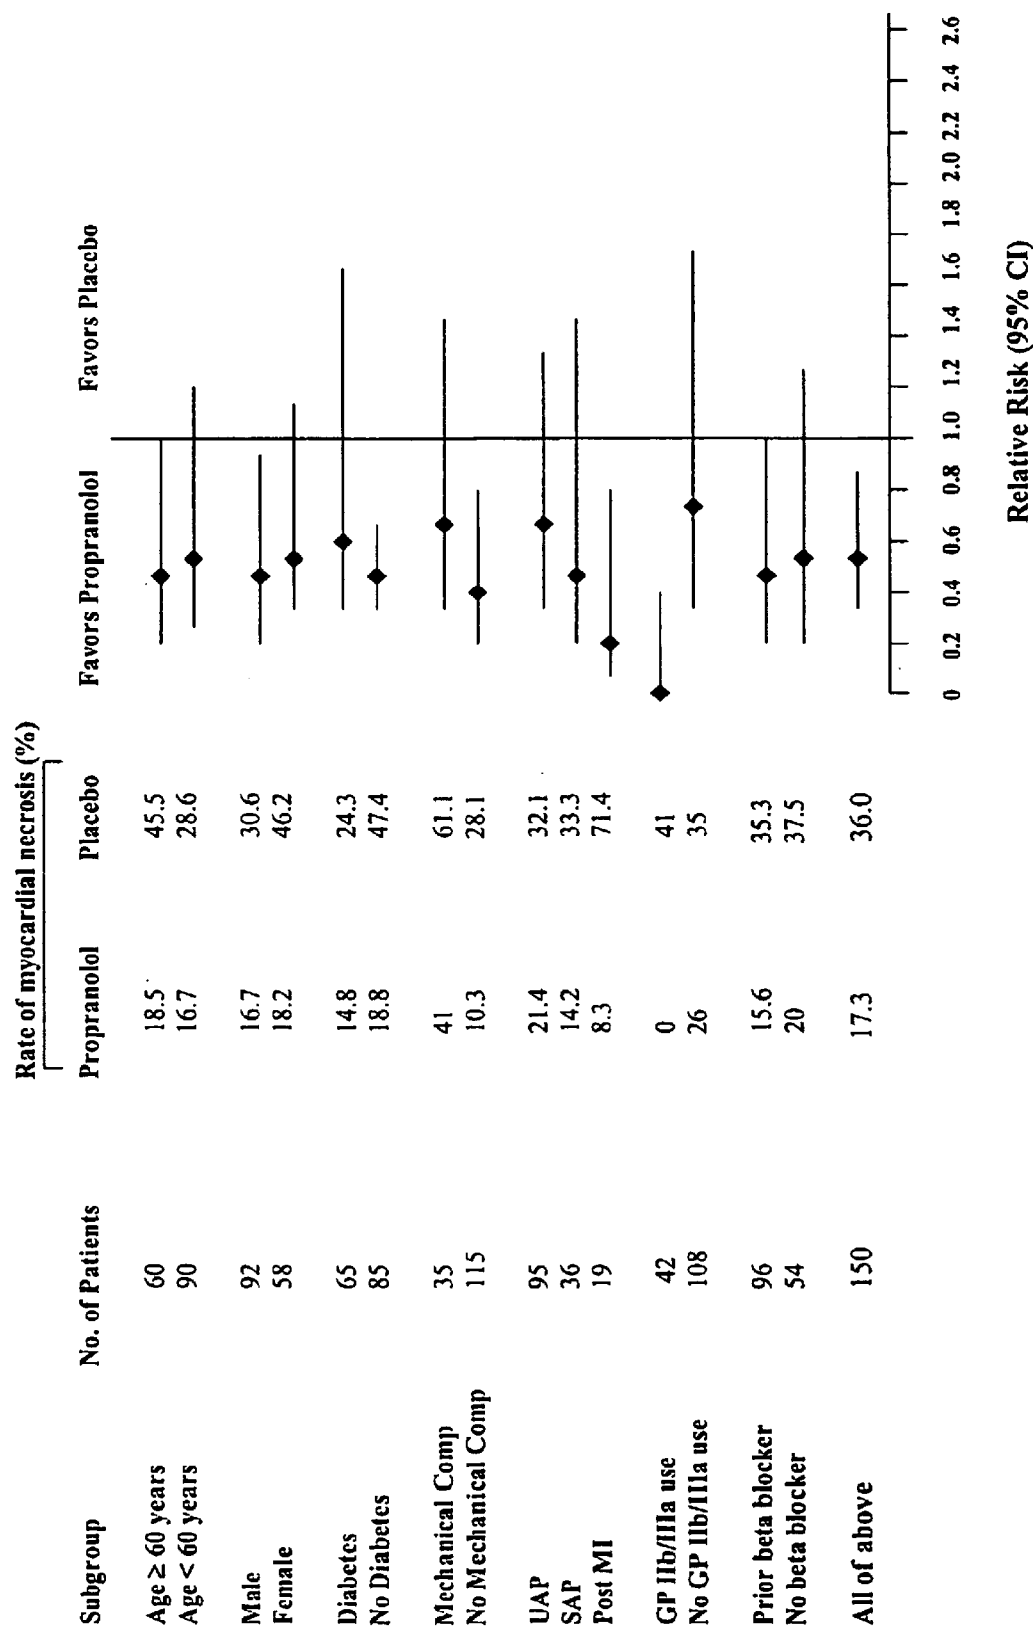 Rate of myocardial necrosis (%)
Subgroup No. of Patients Propranolol Placebo Favors Propranolol Favors Placebo
Age ≥ 60 years 60 18.5 45.5
Age < 60 years 90 16.7 28.6
Male 92 16.7 30.6
Female 58 18.2 46.2
Diabetes 65 14.8 24.3
No Diabetes 85 18.8 47.4
Mechanical Comp 35 41 61.1
No Mechanical Comp 115 10.3 28.1
UAP 95 21.4 32.1
SAP 36 14.2 33.3
Post MI 19 8.3 71.4
GP IIb/IIIa use 42 0 41
No GP IIb/IIIa use 108 26 35
Prior beta blocker 96 15.6 35.3
No beta blocker 54 20 37.5
All of above 150 17.3 36.0
0 0.2 0.4 0.6 0.8 1.0 1.2 1.4 1.6 1.8 2.0 2.2 2.4 2.6
Relative Risk (95% CI)